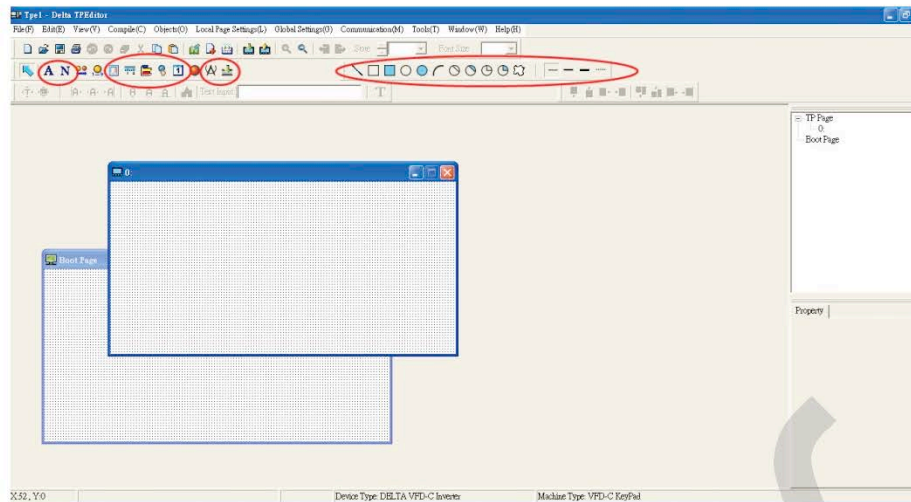 Tpe1 - Delta TPEditor
File(F) Edit(E) View(V) Compile(C) Objects(O) Local Page Settings(L) Global Settings(G) Communication(M) Tools(T) Window(W) Help(H)
Store Font Size
A N
Text Input
TP Page
0:
Boot Page
0:
Boot Page
Property
X:52 , Y:0 Device Type: DELTA VFD-C Inverter Machine Type: VFD-C KeyPad